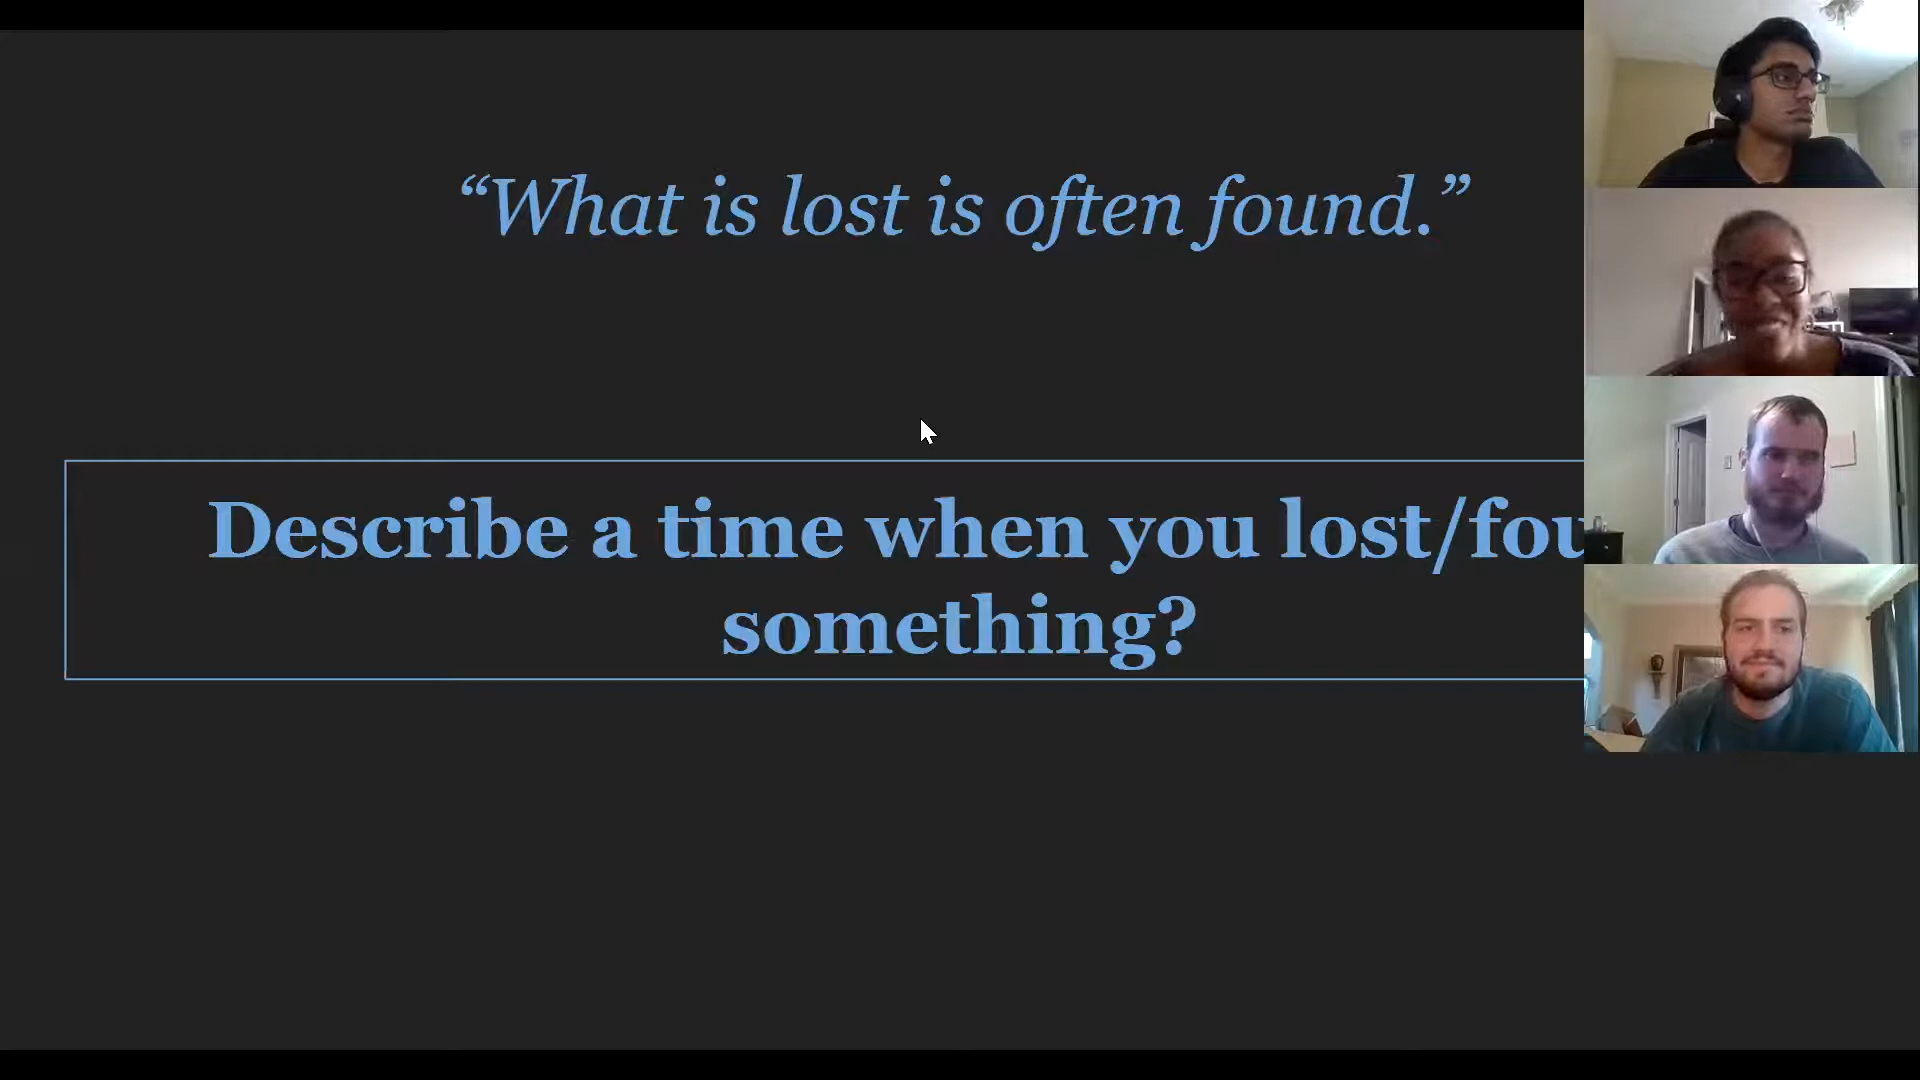 “What is lost is often found.”
Describe a time when you lost/fou
something?